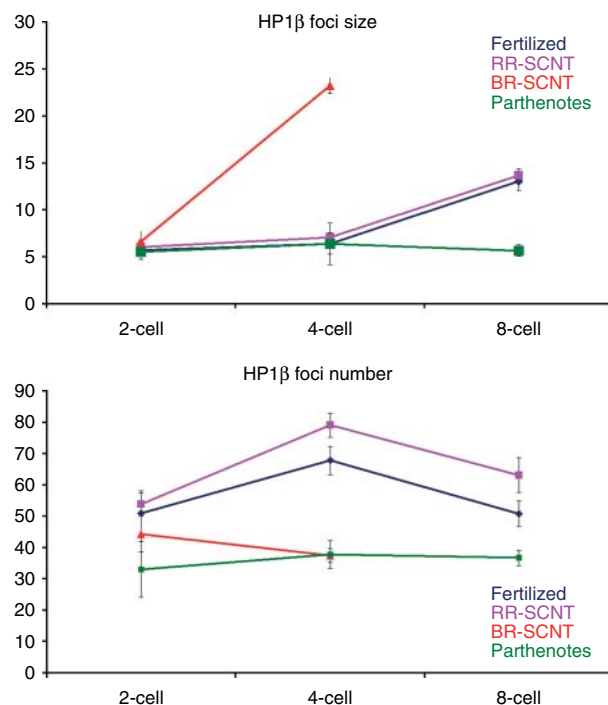 HP1β foci size
30
25
20
15
10
5
0
Fertilized
RR-SCNT
BR-SCNT
Parthenotes
2-cell 4-cell 8-cell
HP1β foci number
90
80
70
60
50
40
30
20
10
0
Fertilized
RR-SCNT
BR-SCNT
Parthenotes
2-cell 4-cell 8-cell